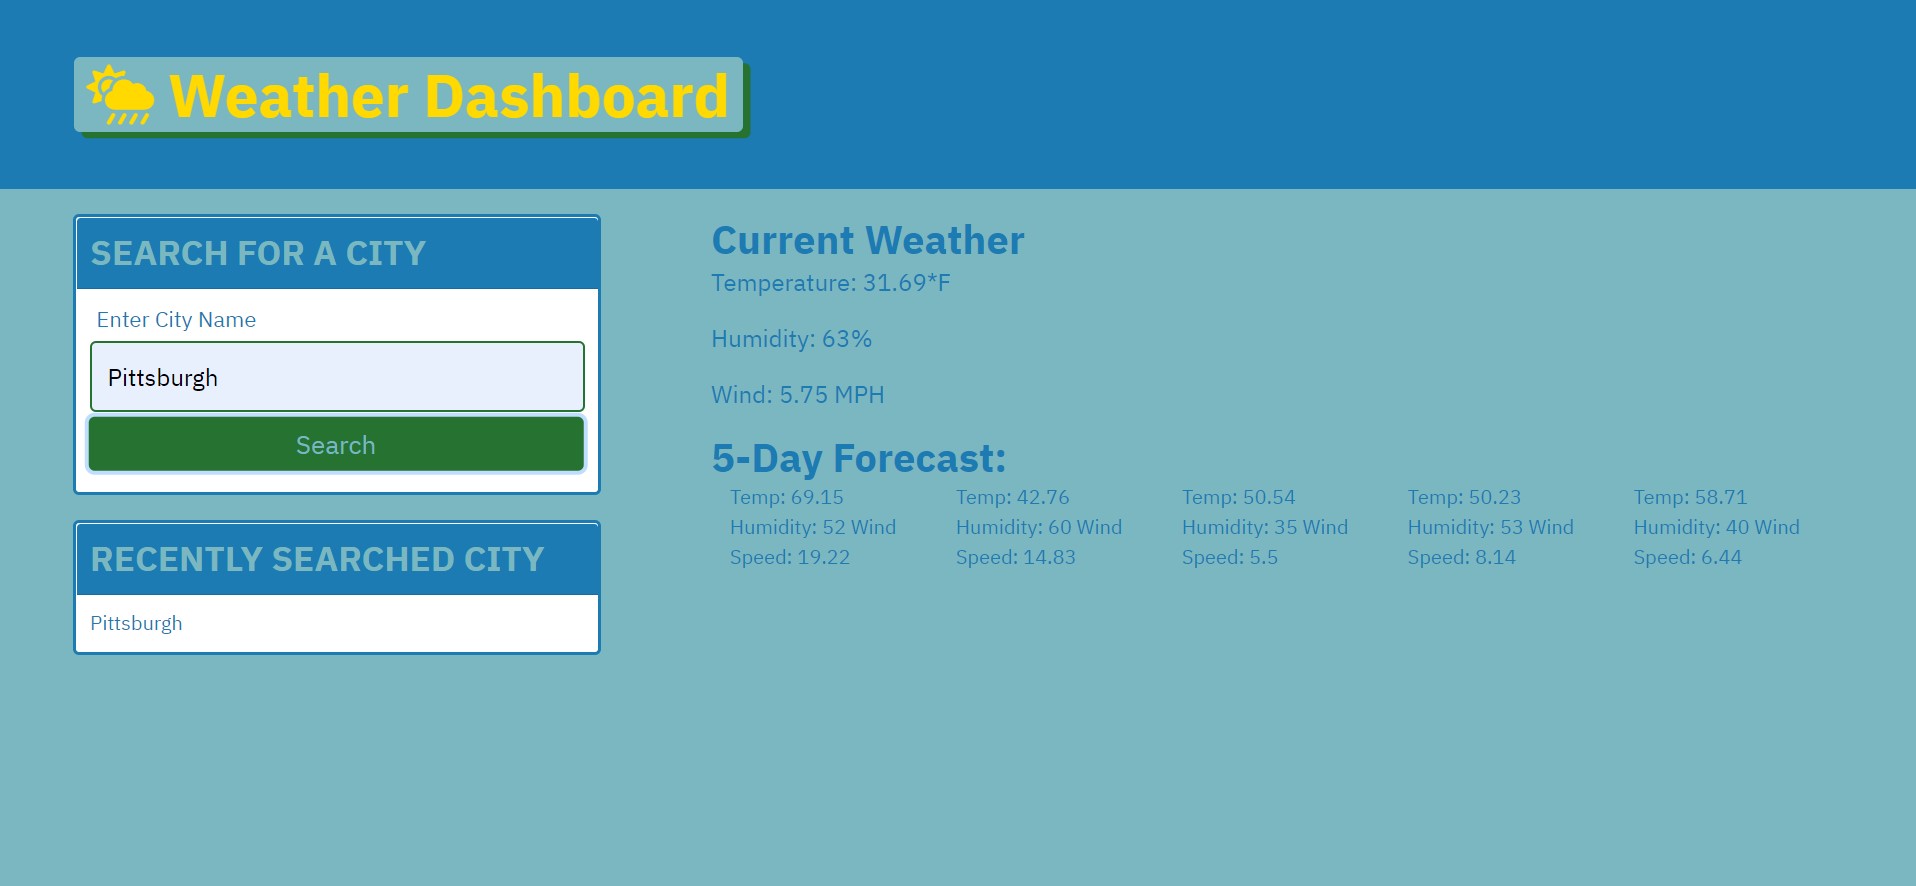 Weather Dashboard
SEARCH FOR A CITY
Enter City Name
Pittsburgh
Search
RECENTLY SEARCHED CITY
Pittsburgh
Current Weather
Temperature: 31.69*F
Humidity: 63%
Wind: 5.75 MPH
5-Day Forecast:
Temp: 69.15
Humidity: 52 Wind
Speed: 19.22
Temp: 42.76
Humidity: 60 Wind
Speed: 14.83
Temp: 50.54
Humidity: 35 Wind
Speed: 5.5
Temp: 50.23
Humidity: 53 Wind
Speed: 8.14
Temp: 58.71
Humidity: 40 Wind
Speed: 6.44